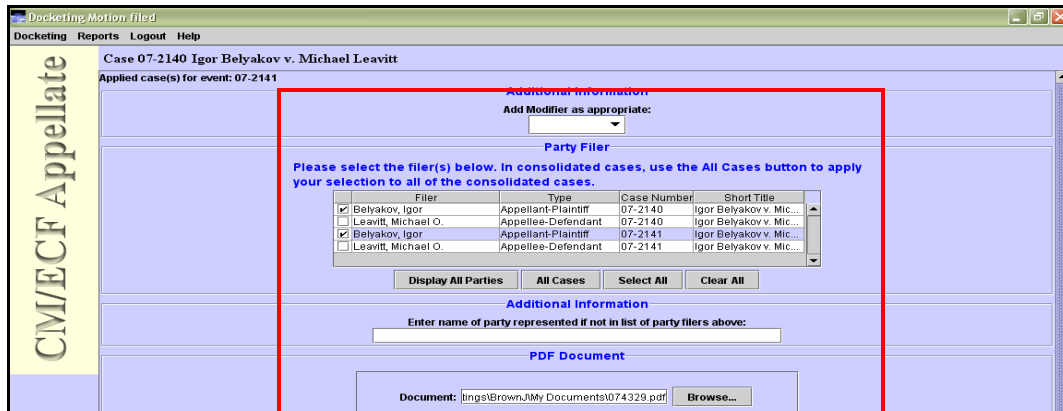 Docketing Motion filed
Docketing Reports Logout Help
CM/ECF Appellate
Case 07-2140 Igor Belyakov v. Michael Leavitt
Applied case(s) for event: 07-2141
Additional Information
Add Modifier as appropriate:
Party Filer
Please select the filer(s) below. In consolidated cases, use the All Cases button to apply
your selection to all of the consolidated cases.
Filer Type Case Number Short Title
Belyakov, Igor Appellant-Plaintiff 07-2140 Igor Belyakov v. Mic...
Leavitt, Michael O. Appellee-Defendant 07-2140 Igor Belyakov v. Mic...
Belyakov, Igor Appellant-Plaintiff 07-2141 Igor Belyakov v. Mic...
Leavitt, Michael O. Appellee-Defendant 07-2141 Igor Belyakov v. Mic...
Display All Parties All Cases Select All Clear All
Additional Information
Enter name of party represented if not in list of party filers above:
PDF Document
Document: tings\BrownJ\My Documents\074329.pdf Browse...